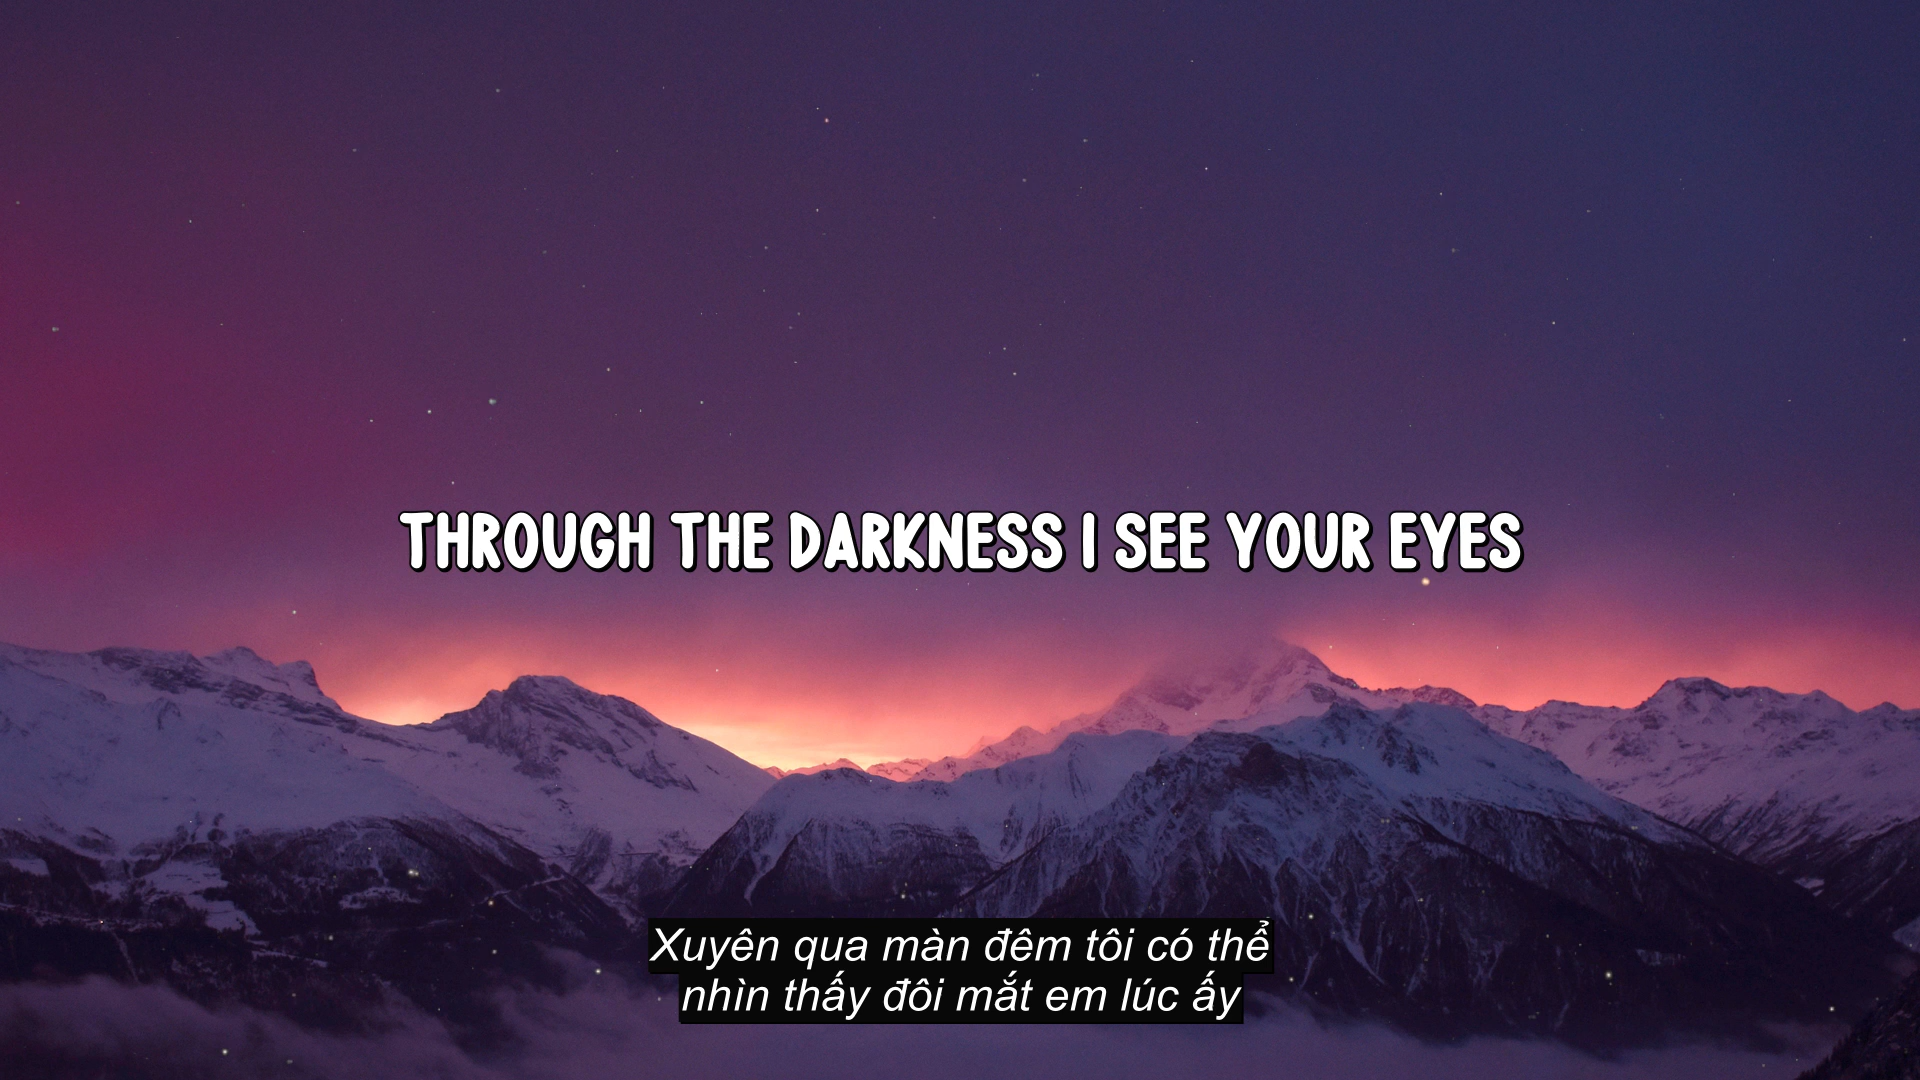 THROUGH THE DARKNESS I SEE YOUR EYES
Xuyên qua màn đêm tôi có thể
nhìn thấy đôi mắt em lúc ấy